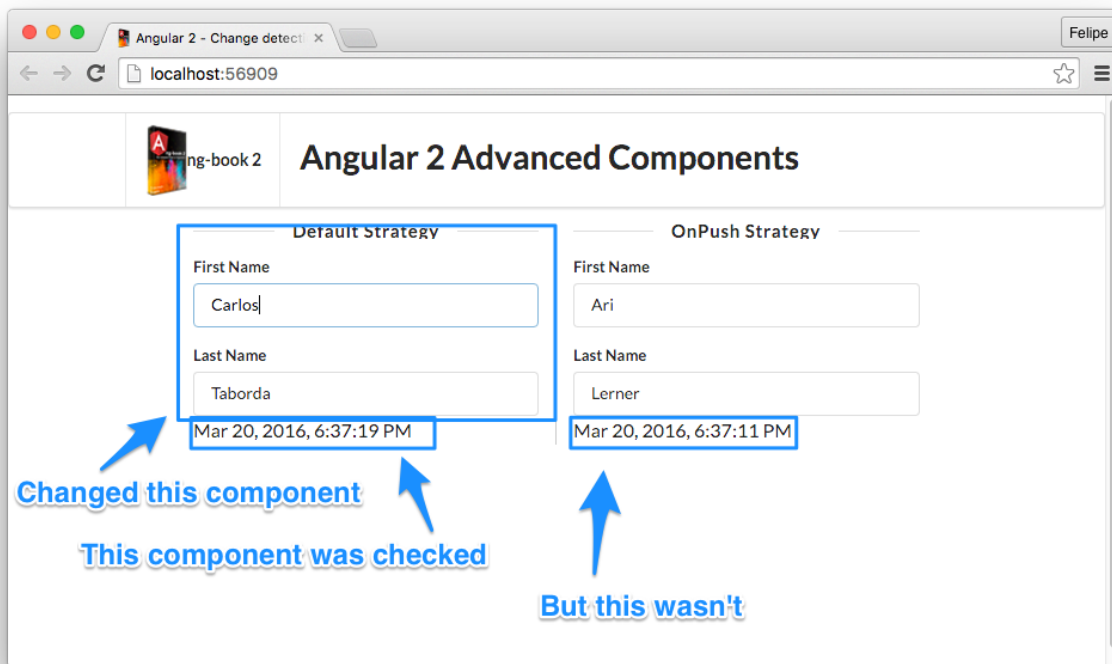 Angular 2 - Change detecti
Felipe
localhost:56909
ng-book 2
Angular 2 Advanced Components
Default Strategy
OnPush Strategy
First Name
First Name
Carlos
Ari
Last Name
Last Name
Taborda
Lerner
Mar 20, 2016, 6:37:19 PM
Mar 20, 2016, 6:37:11 PM
Changed this component
This component was checked
But this wasn't